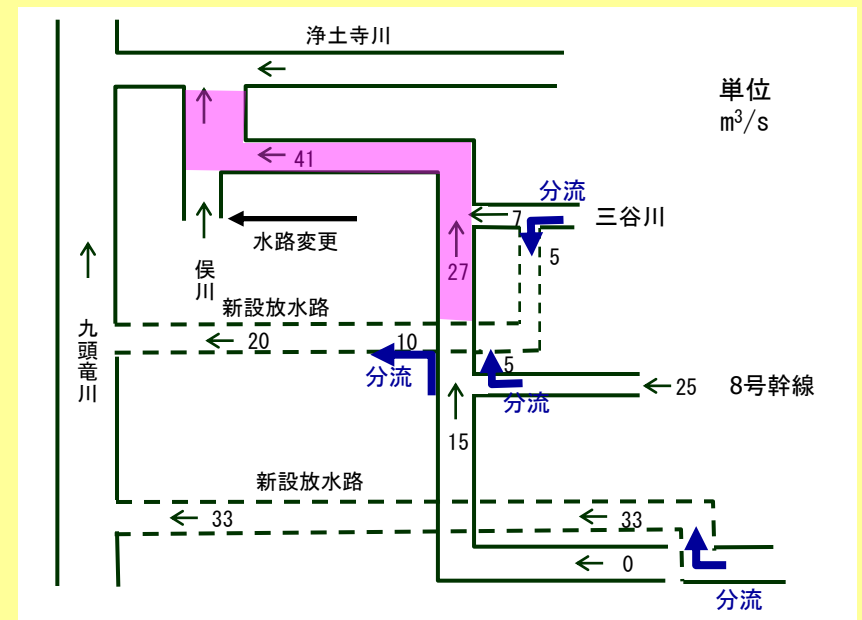 浄土寺川
単位
m³/s
41
分流
7
三谷川
水路変更
5
27
俣川
新設放水路
九頭竜川
20
10
5
分流
分流
25
8号幹線
15
新設放水路
33
33
0
分流